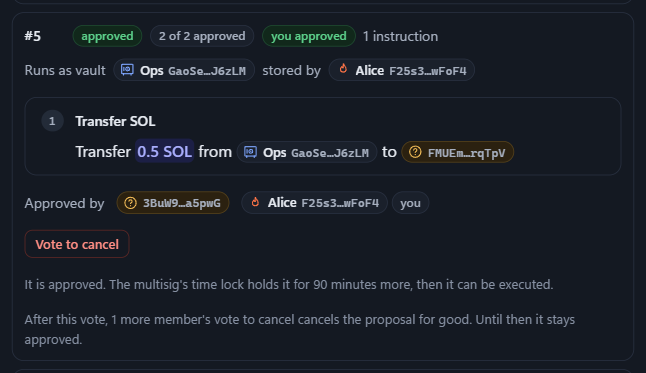 #5 approved 2 of 2 approved you approved 1 instruction
Runs as vault Ops GaoSe…J6zLM stored by Alice F25s3…wFoF4
1 Transfer SOL
Transfer 0.5 SOL from Ops GaoSe…J6zLM to FMUEm…rqTpV
Approved by 3BuW9…a5pwG Alice F25s3…wFoF4 you
Vote to cancel
It is approved. The multisig's time lock holds it for 90 minutes more, then it can be executed.
After this vote, 1 more member's vote to cancel cancels the proposal for good. Until then it stays
approved.